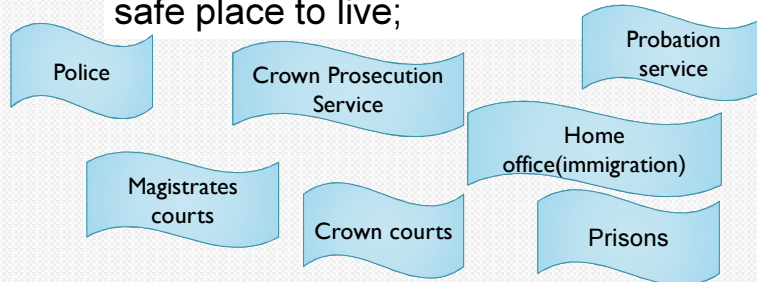 safe place to live;
Police
Crown Prosecution
Service
Probation
service
Home
office(immigration)
Magistrates
courts
Crown courts
Prisons